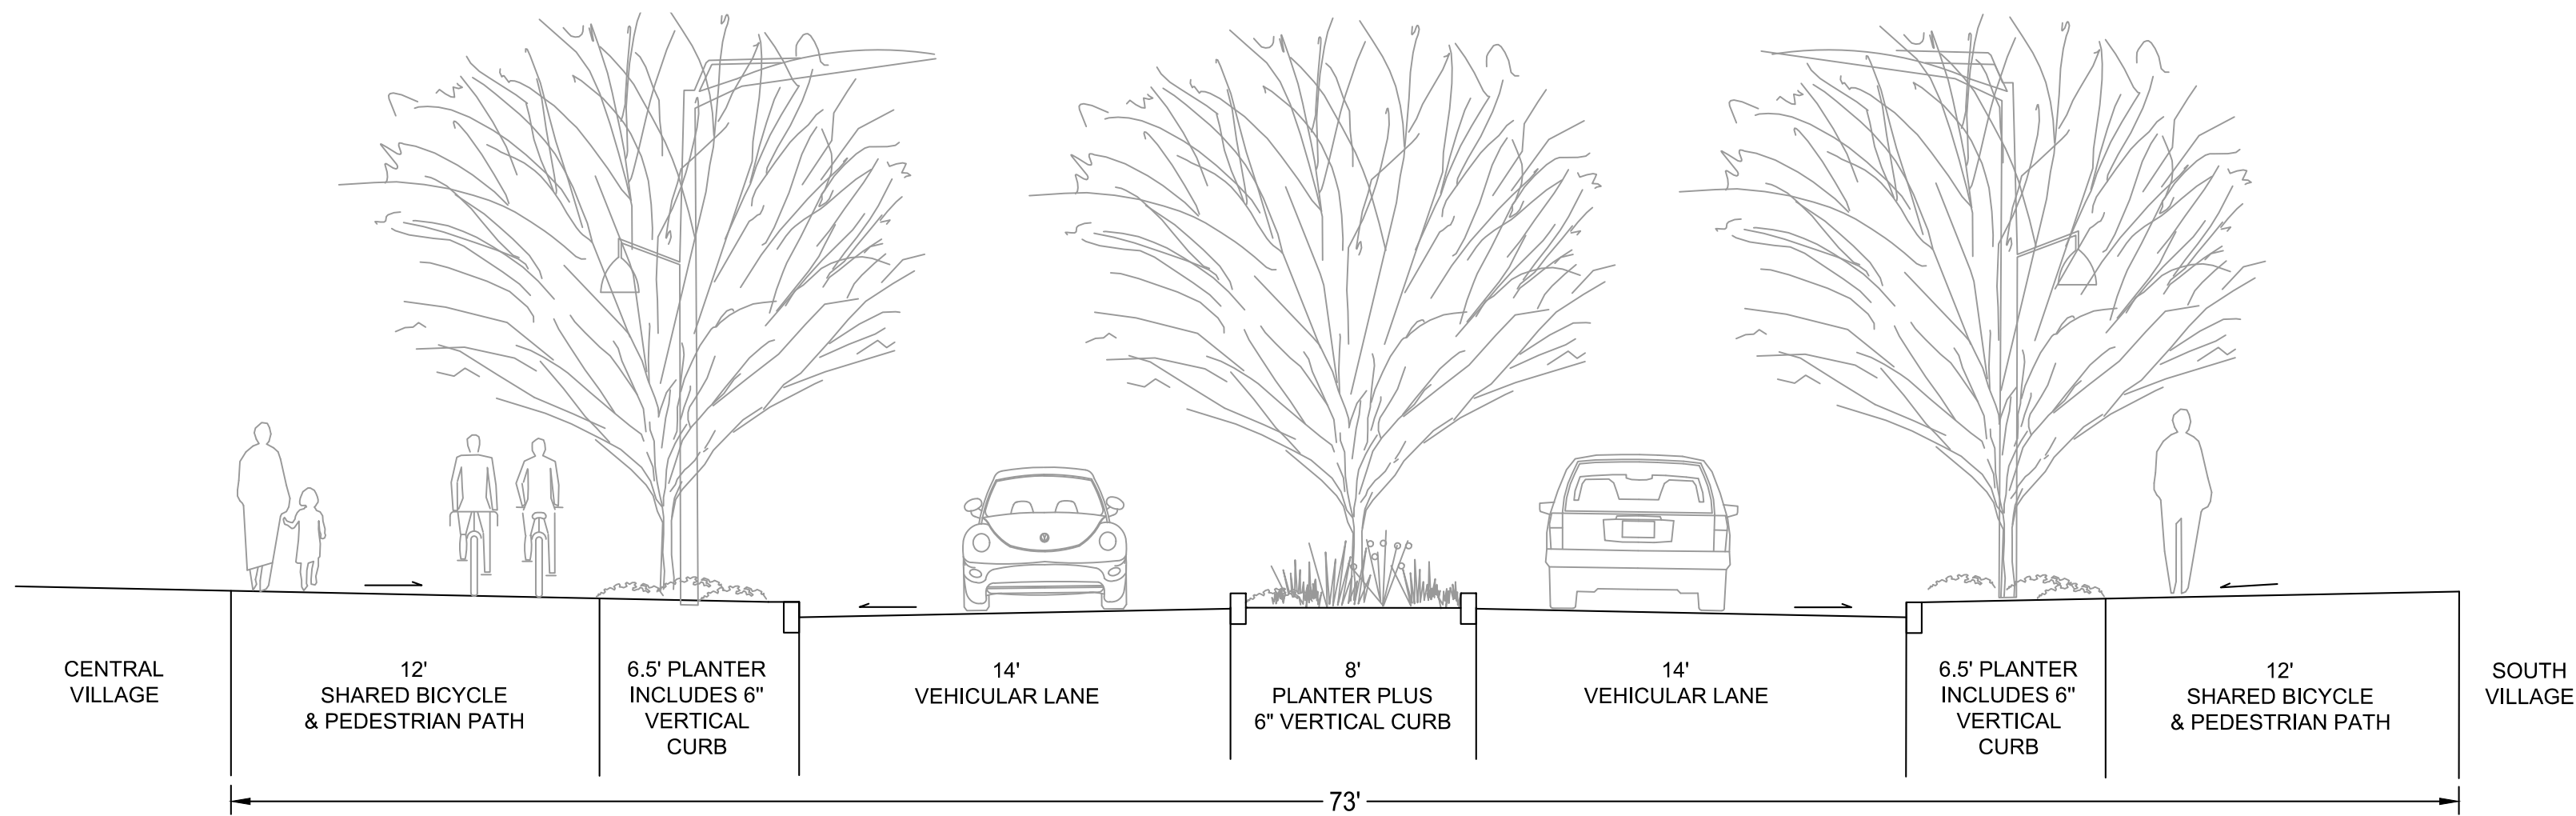 CENTRAL
VILLAGE
12'
SHARED BICYCLE
& PEDESTRIAN PATH
6.5' PLANTER
INCLUDES 6"
VERTICAL
CURB
14'
VEHICULAR LANE
8'
PLANTER PLUS
6" VERTICAL CURB
14'
VEHICULAR LANE
6.5' PLANTER
INCLUDES 6"
VERTICAL
CURB
12'
SHARED BICYCLE
& PEDESTRIAN PATH
SOUTH
VILLAGE
73'